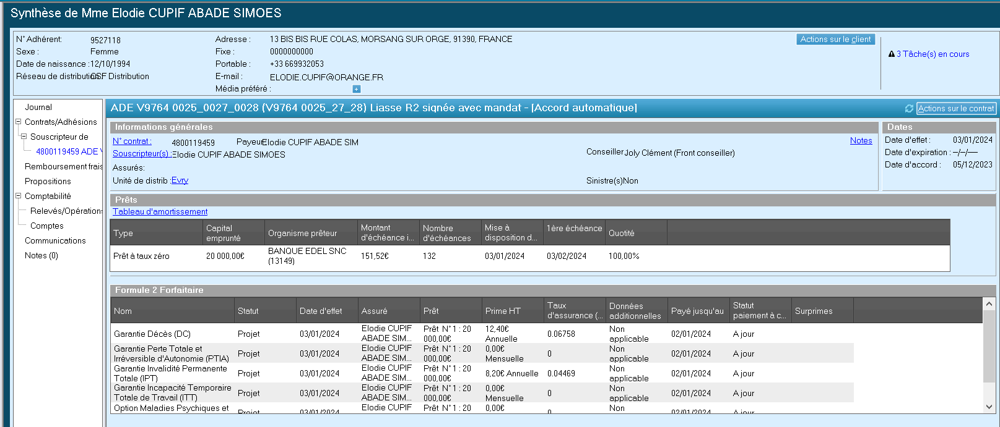 Synthèse de Mme Elodie CUPIF ABADE SIMOES
N° Adhérent: 9527118
Sexe : Femme
Date de naissance : 12/10/1994
Réseau de distribution CSF Distribution
Adresse : 13 BIS BIS RUE COLAS, MORSANG SUR ORGE, 91390, FRANCE
Fixe : 0000000000
Portable : +33 669932053
E-mail : ELODIE.CUPIF@ORANGE.FR
Média préféré :
Actions sur le client
3 Tâche(s) en cours
Journal
Contrats/Adhésions
Souscripteur de
4800119459 ADE
Remboursement frais
Propositions
Comptabilité
Relevés/Opérations
Comptes
Communications
Notes (0)
ADE V9764 0025_0027_0028 (V9764 0025_27_28) Liasse R2 signée avec mandat - [Accord automatique]
Actions sur le contrat
Informations générales
N° contrat : 4800119459 Payeur Elodie CUPIF ABADE SIM
Notes
Souscripteur(s) : Elodie CUPIF ABADE SIMOES
Conseiller Joly Clément (Front conseiller)
Assurés:
Unité de distrib : Evry
Sinistre(s) Non
Dates
Date d'effet : 03/01/2024
Date d'expiration : --/--/----
Date d'accord : 05/12/2023
Prêts
Tableau d'amortissement
Type Capital emprunté Organisme prêteur Montant d'échéance i... Nombre d'échéances Mise à disposition d... 1ère échéance Quotité
Prêt à taux zéro 20 000,00€ BANQUE EDEL SNC (13149) 151,52€ 132 03/01/2024 03/02/2024 100,00%
Formule 2 Forfaitaire
Nom Statut Date d'effet Assuré Prêt Prime HT Taux d'assurance (... Données additionnelles Payé jusqu'au Statut paiement à c... Surprimes
Garantie Décès (DC) Projet 03/01/2024 Elodie CUPIF ABADE SIM... Prêt N°1 : 20 000,00€ 12,40€ Annuelle 0.06758 Non applicable 02/01/2024 A jour
Garantie Perte Totale et Irréversible d'Autonomie (PTIA) Projet 03/01/2024 Elodie CUPIF ABADE SIM... Prêt N°1 : 20 000,00€ 0,00€ Mensuelle 0 Non applicable 02/01/2024 A jour
Garantie Invalidité Permanente Totale (IPT) Projet 03/01/2024 Elodie CUPIF ABADE SIM... Prêt N°1 : 20 000,00€ 8,20€ Annuelle 0.04469 Non applicable 02/01/2024 A jour
Garantie Incapacité Temporaire Totale de Travail (ITT) Projet 03/01/2024 Elodie CUPIF ABADE SIM... Prêt N°1 : 20 000,00€ 0,00€ Mensuelle 0 Non applicable 02/01/2024 A jour
Option Maladies Psychiques et Projet 03/01/2024 Elodie CUPIF Prêt N°1 : 20 0,00€ 0 Non 02/01/2024 A jour